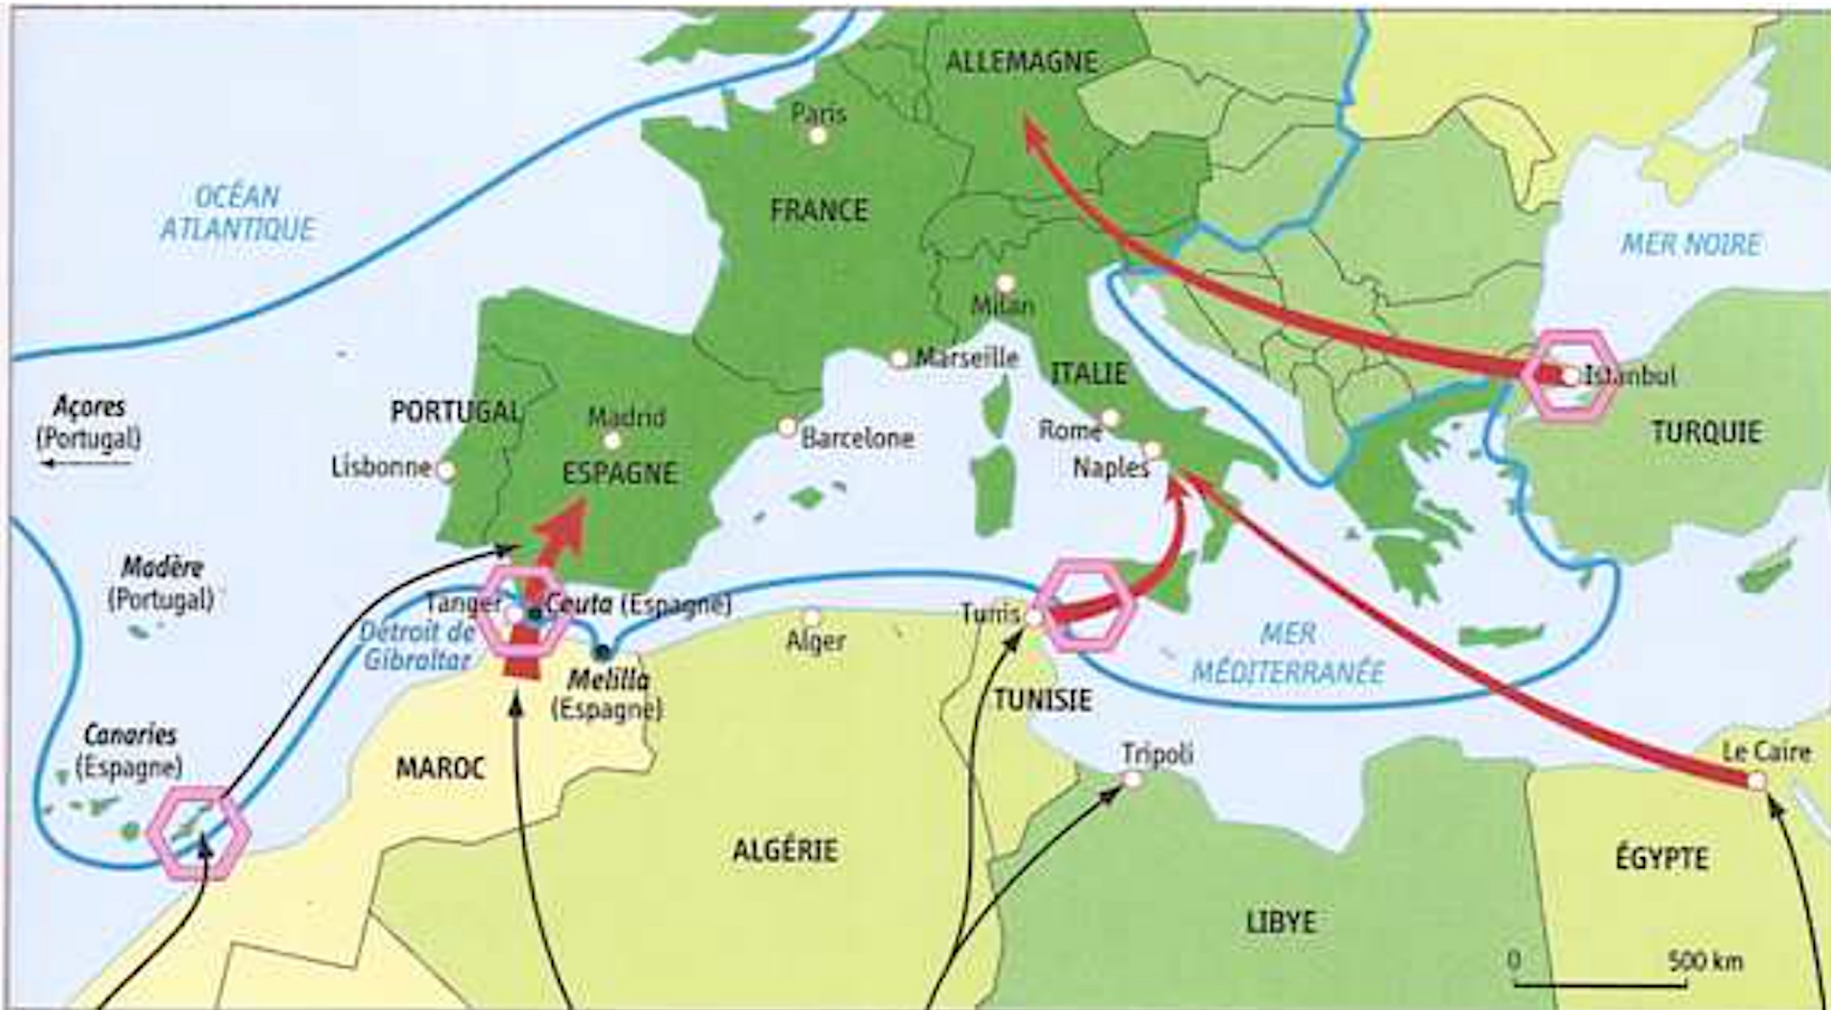 ALLEMAGNE
Paris
OCÉAN
ATLANTIQUE
FRANCE
MER NOIRE
Milan
Marseille
ITALIE
Istanbul
Açores
(Portugal)
PORTUGAL
Madrid
Barcelone
Rome
TURQUIE
Lisbonne
ESPAGNE
Naples
Madère
(Portugal)
Tanger
Ceuta (Espagne)
Détroit de
Gibraltar
Alger
Tunis
MER
MÉDITERRANÉE
Melilla
(Espagne)
TUNISIE
Canaries
(Espagne)
MAROC
Tripoli
Le Caire
ALGÉRIE
ÉGYPTE
LIBYE
0 500 km